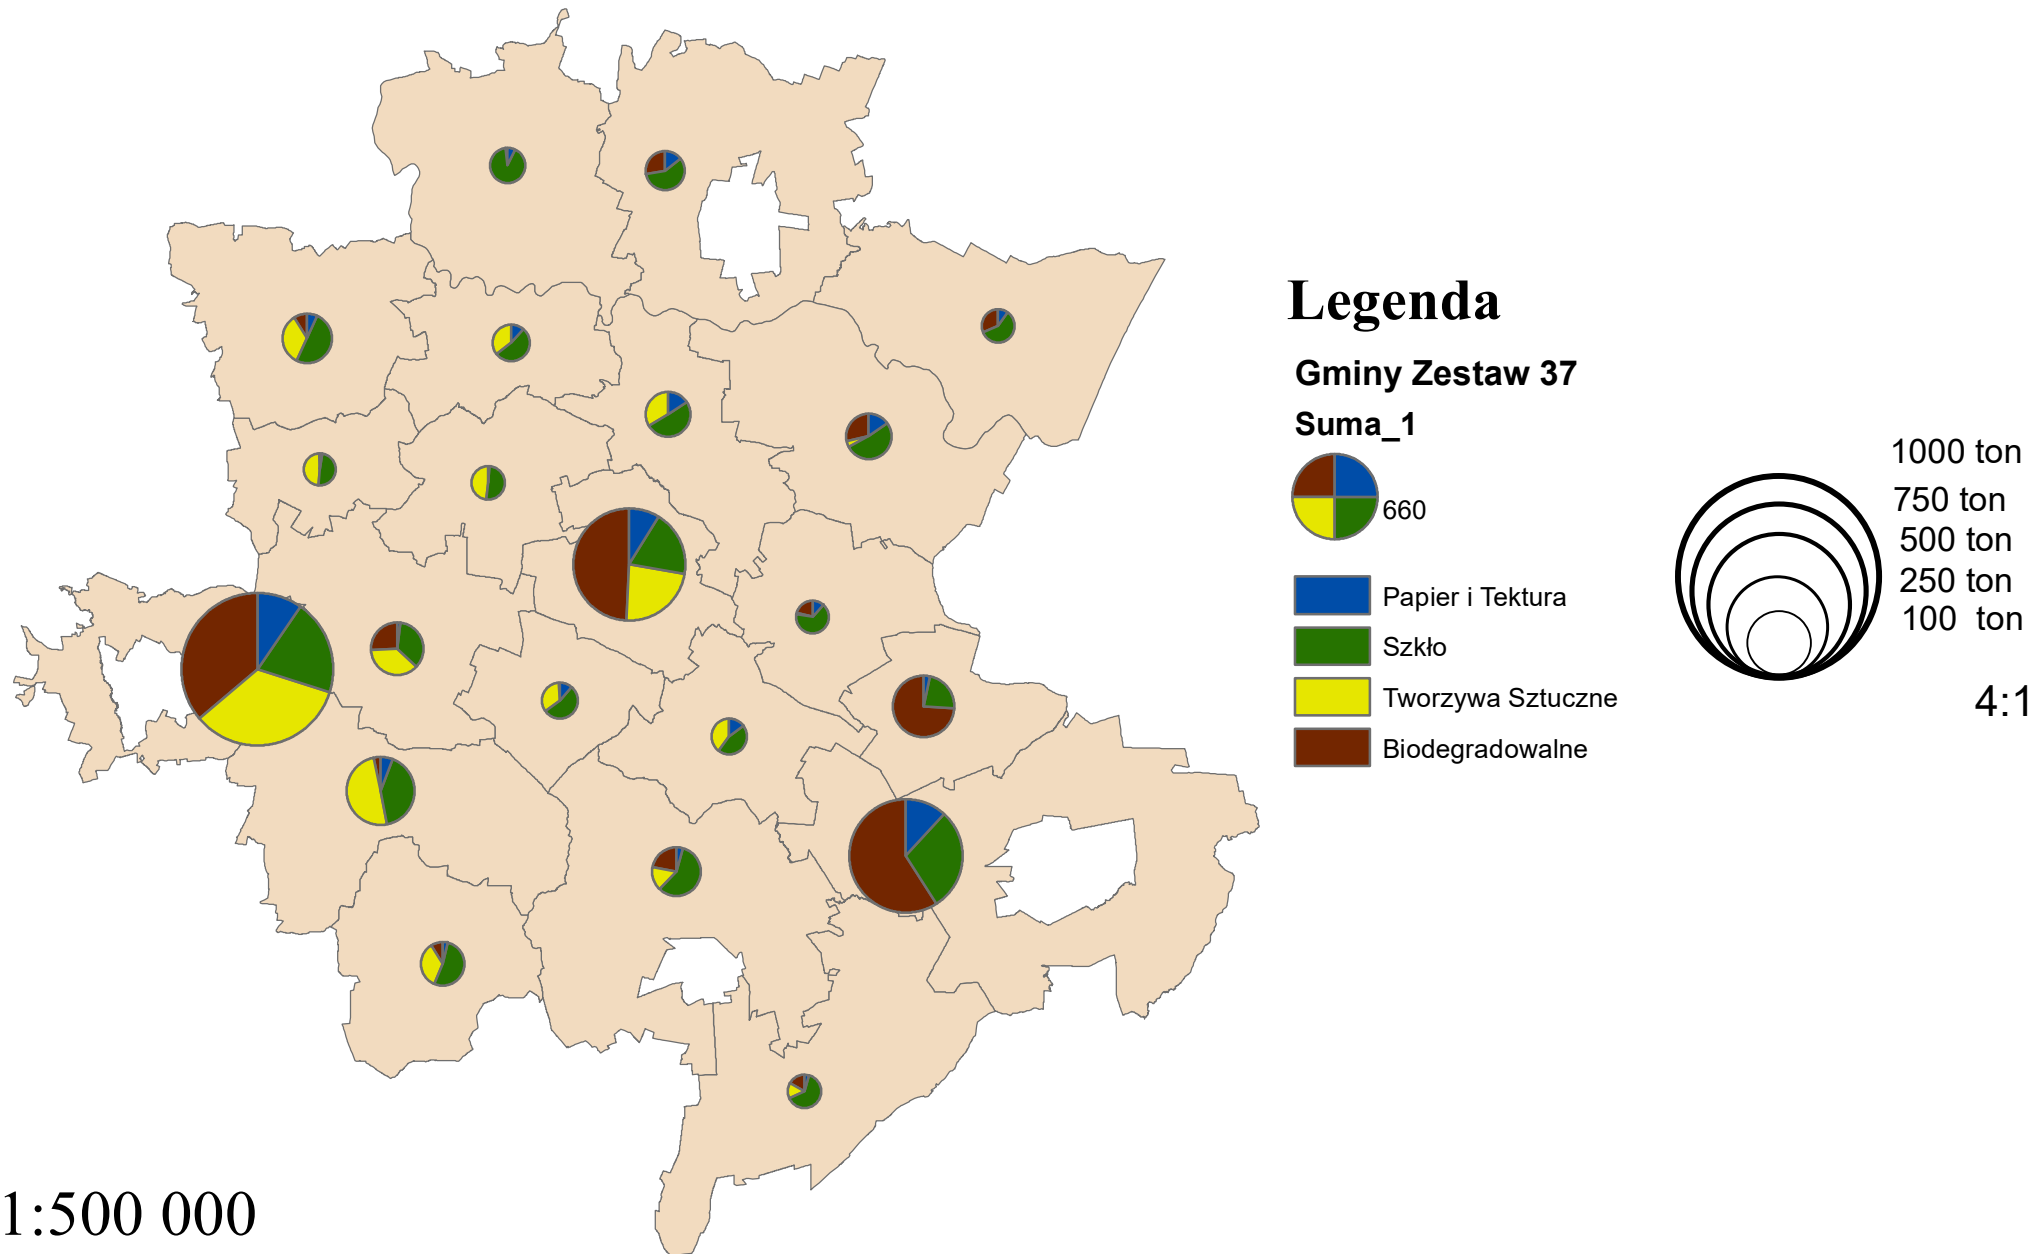 Legenda
Gminy Zestaw 37
Suma_1
660
Papier i Tektura
Szkło
Tworzywa Sztuczne
Biodegradowalne
1000 ton
750 ton
500 ton
250 ton
100 ton
4:1
1:500 000